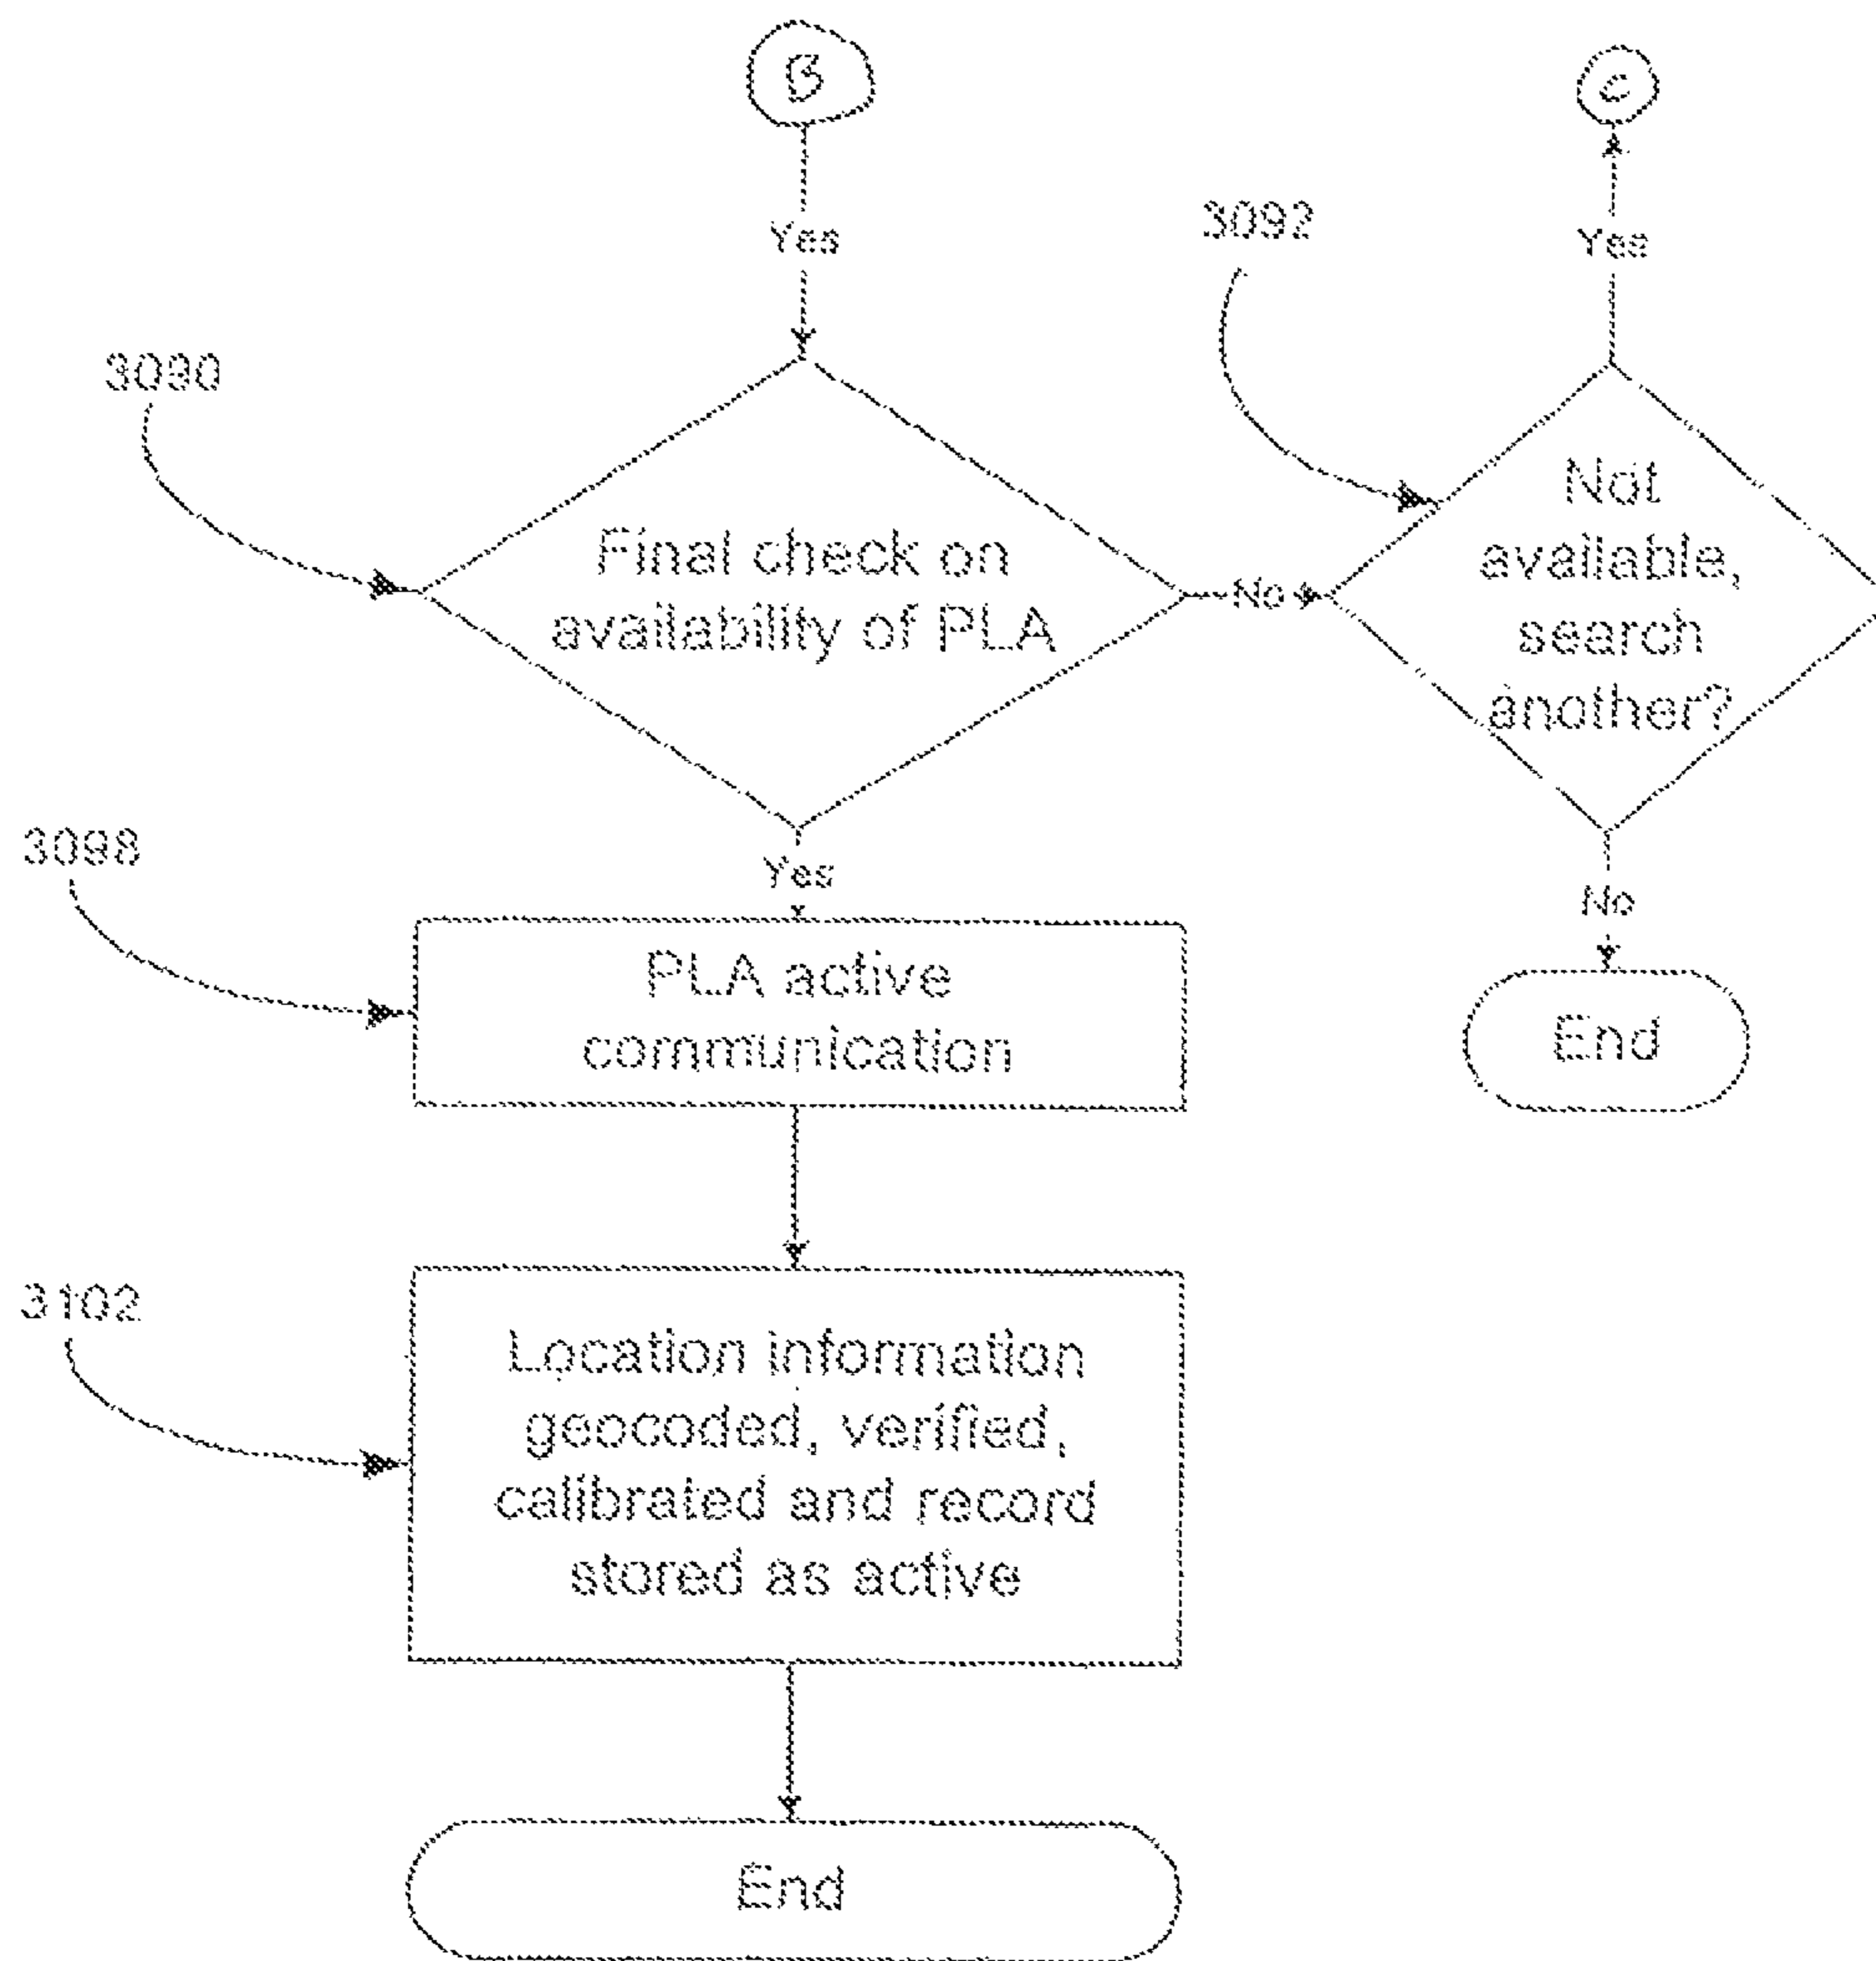 B
C
Yes
3092
Yes
3090
Final check on
availability of PLA
No
Not
available,
search
another?
3098
Yes
No
PLA active
communication
End
3102
Location information
geocoded, verified,
calibrated and record
stored as active
End